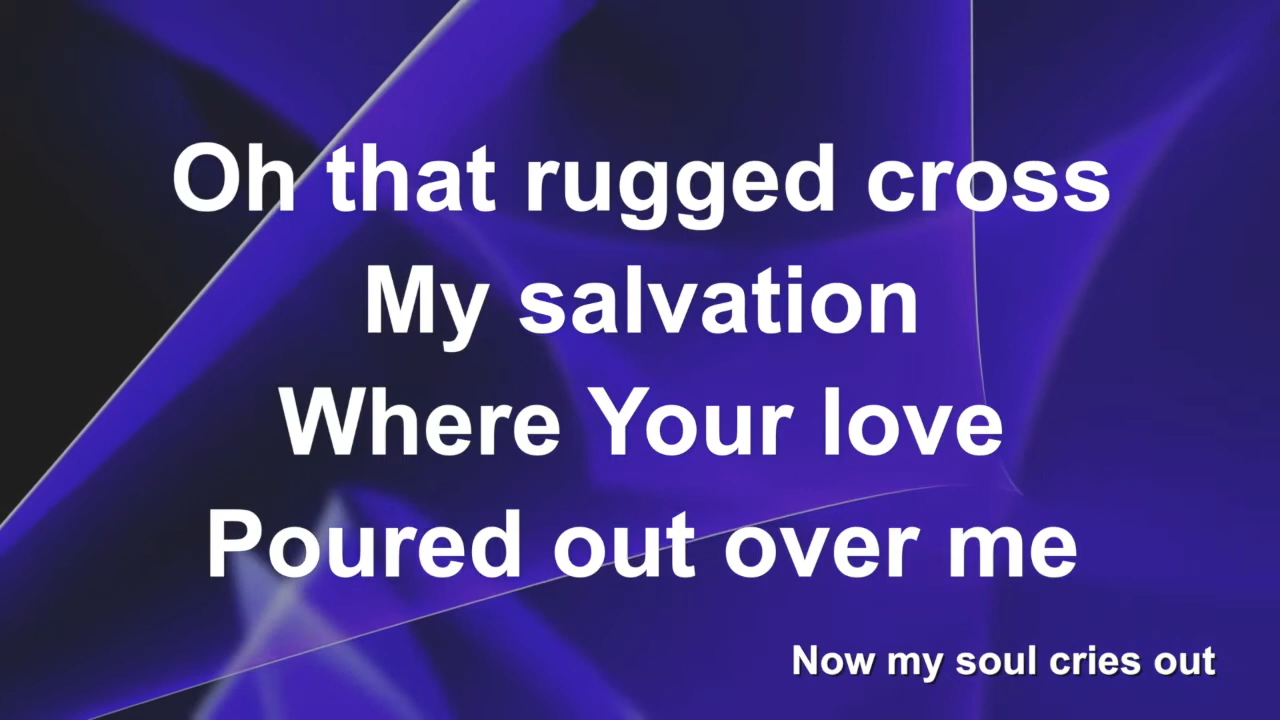 Oh that rugged cross
My salvation
Where Your love
Poured out over me
Now my soul cries out